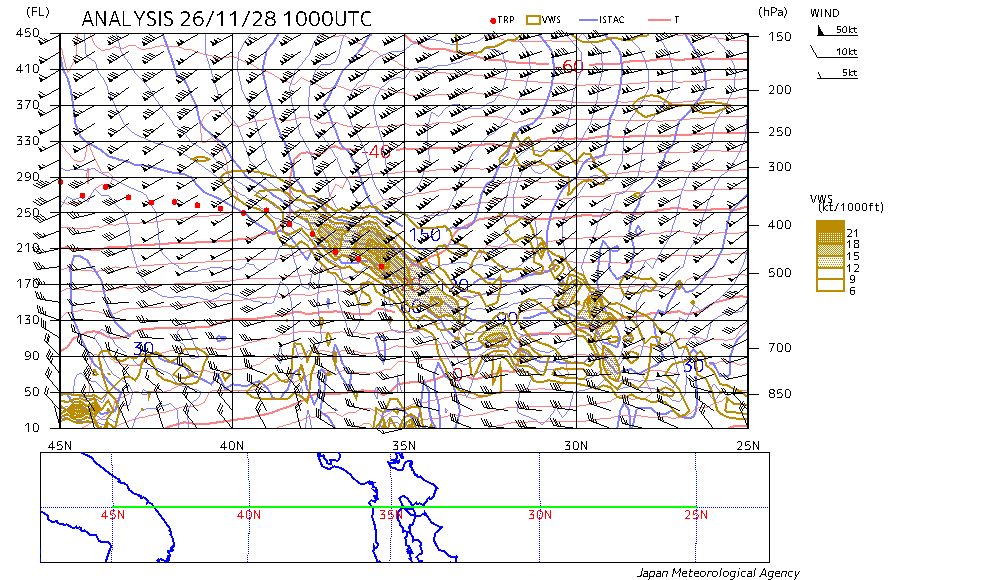 (FL)
ANALYSIS 26/11/28 1000UTC
TRP
VWS
ISTAC
T
(hPa)
WIND
50kt
10kt
5kt
450
410
370
330
290
250
210
170
130
90
50
10
150
200
250
300
400
500
700
850
-60
-40
150
120
90
30
30
0
VWS
(kt/1000ft)
21
18
15
12
9
6
45N
40N
35N
30N
25N
45N
40N
35N
30N
25N
Japan Meteorological Agency